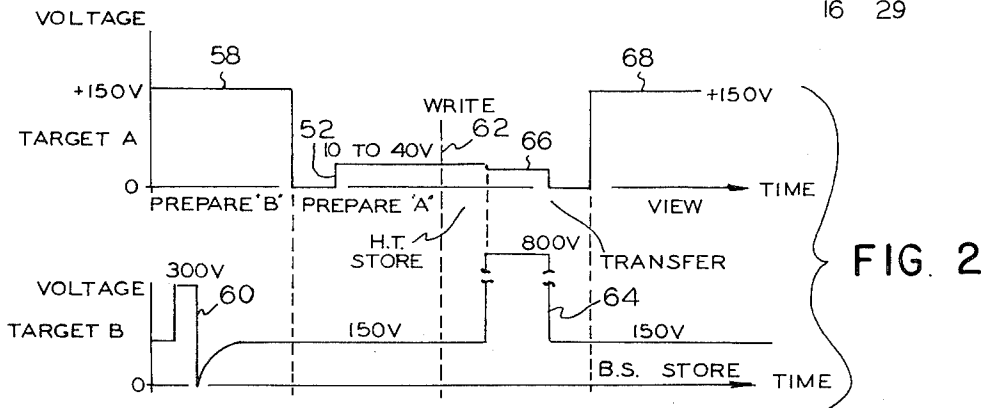 16 29
VOLTAGE
58
68
+150V
+150V
WRITE
TARGET A
52
62
66
10 TO 40V
0
TIME
PREPARE "B"
PREPARE "A"
VIEW
H.T.
STORE
800V
TRANSFER
FIG. 2
300V
VOLTAGE
60
64
TARGET B
150V
150V
B.S. STORE
0
TIME